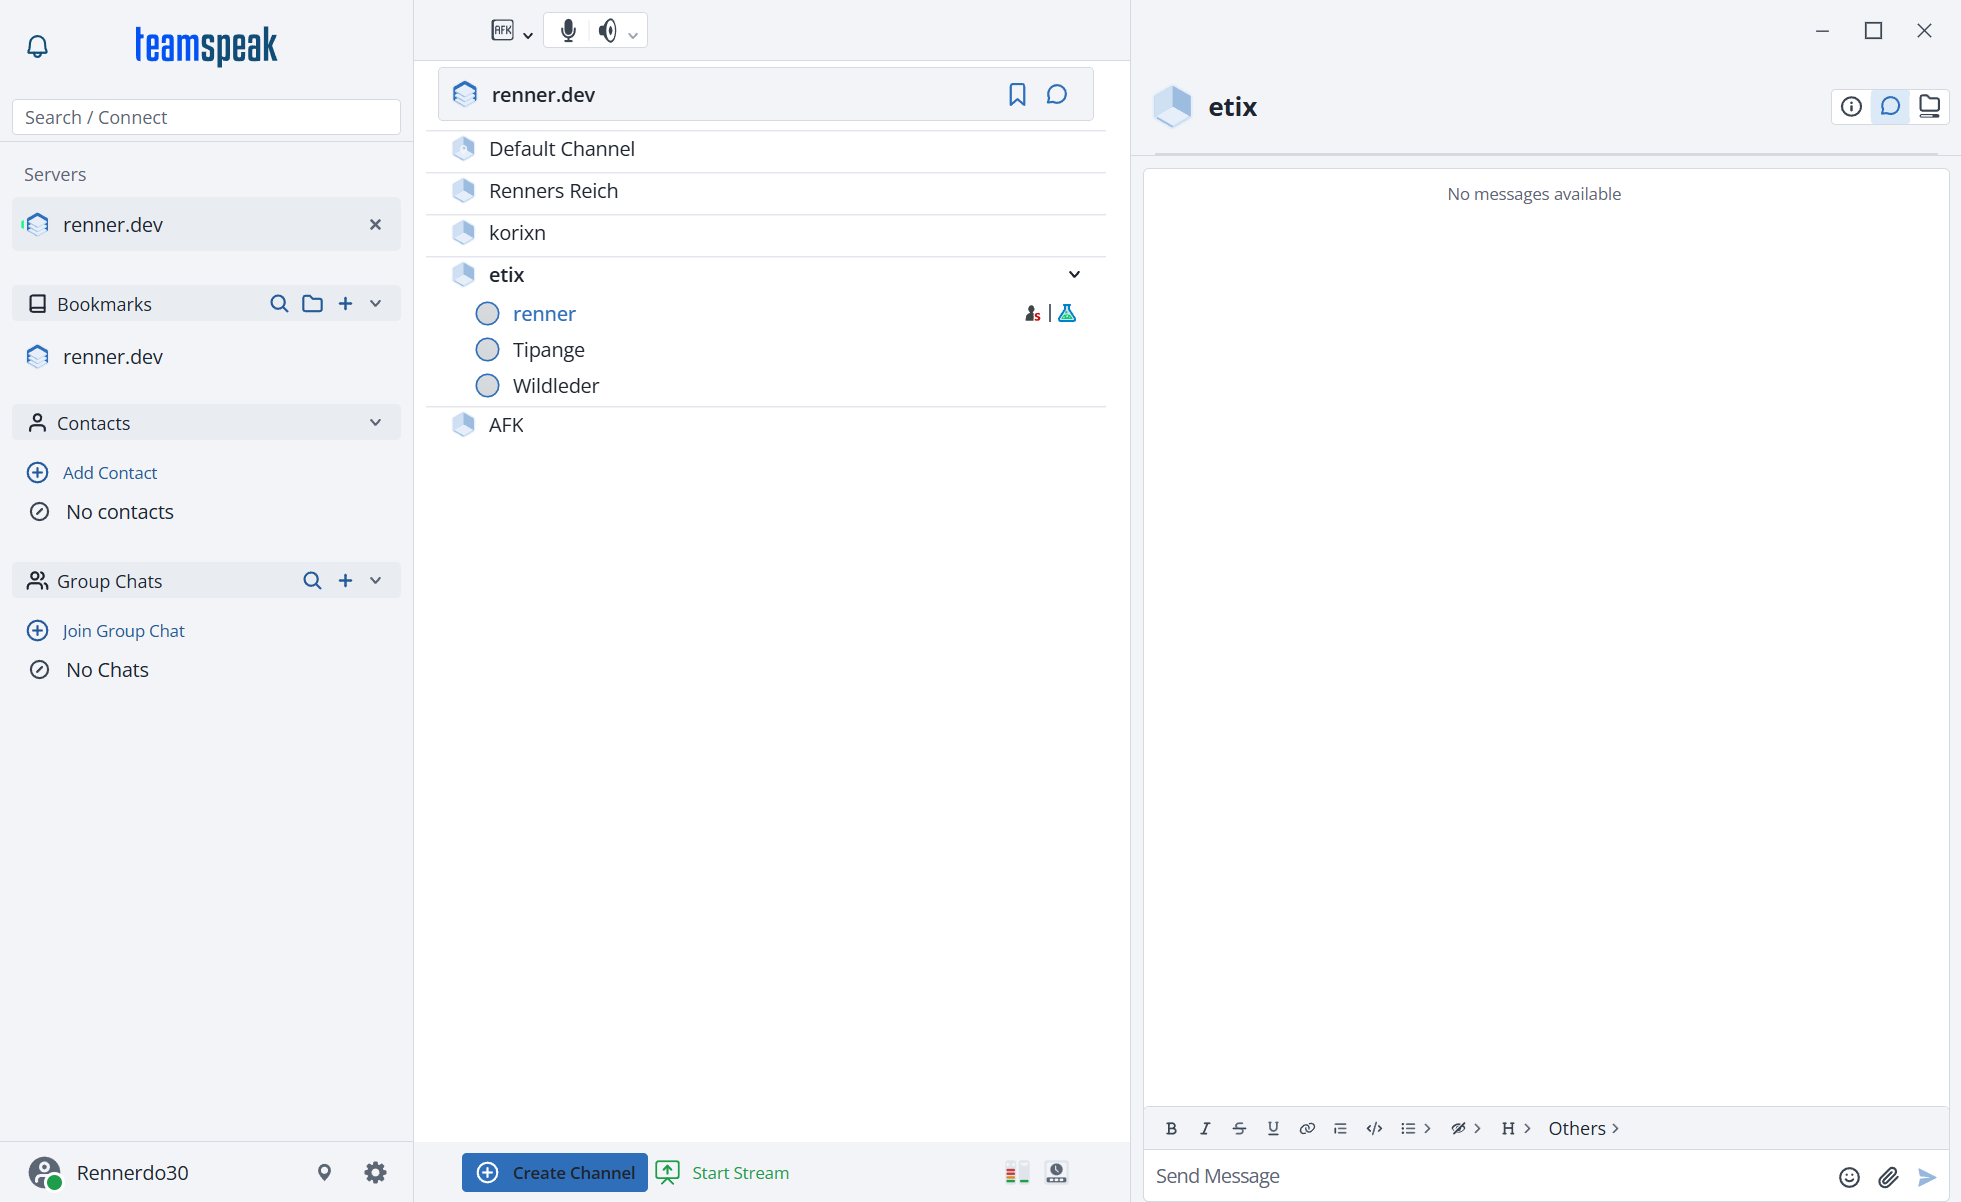 teamspeak
Search / Connect
Servers
renner.dev
Bookmarks
renner.dev
Contacts
Add Contact
No contacts
Group Chats
Join Group Chat
No Chats
Rennerdo30
AFK
renner.dev
Default Channel
Renners Reich
korixn
etix
renner
s
Tipange
Wildleder
AFK
Create Channel
Start Stream
etix
No messages available
B I S U </> H Others
Send Message